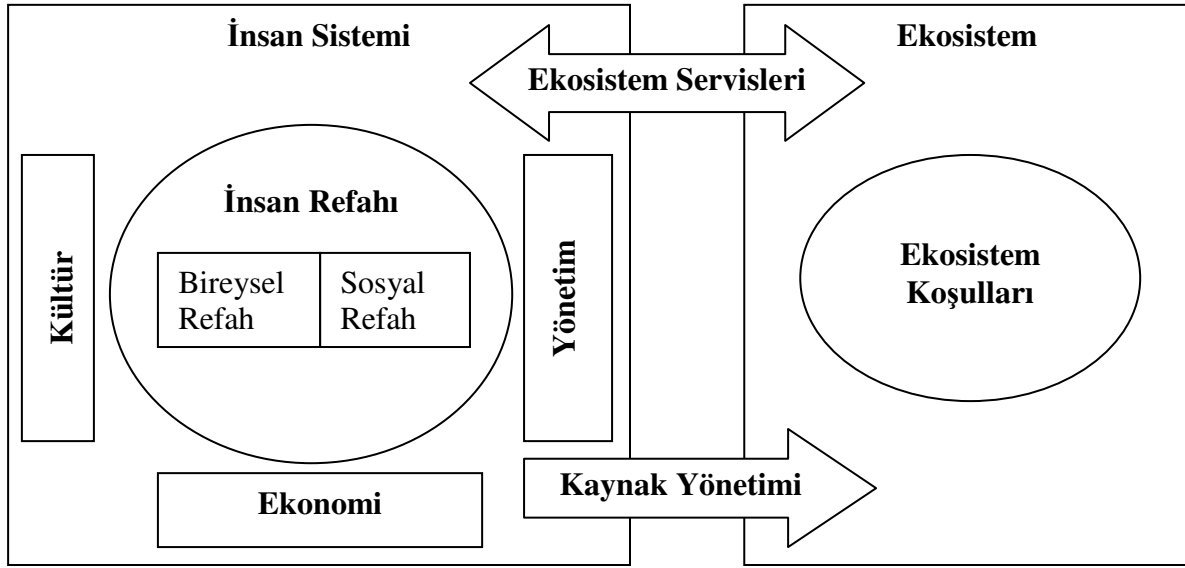 İnsan Sistemi
Ekosistem
Ekosistem Servisleri
İnsan Refahı
Bireysel
Refah
Sosyal
Refah
Kültür
Yönetim
Ekosistem
Koşulları
Ekonomi
Kaynak Yönetimi